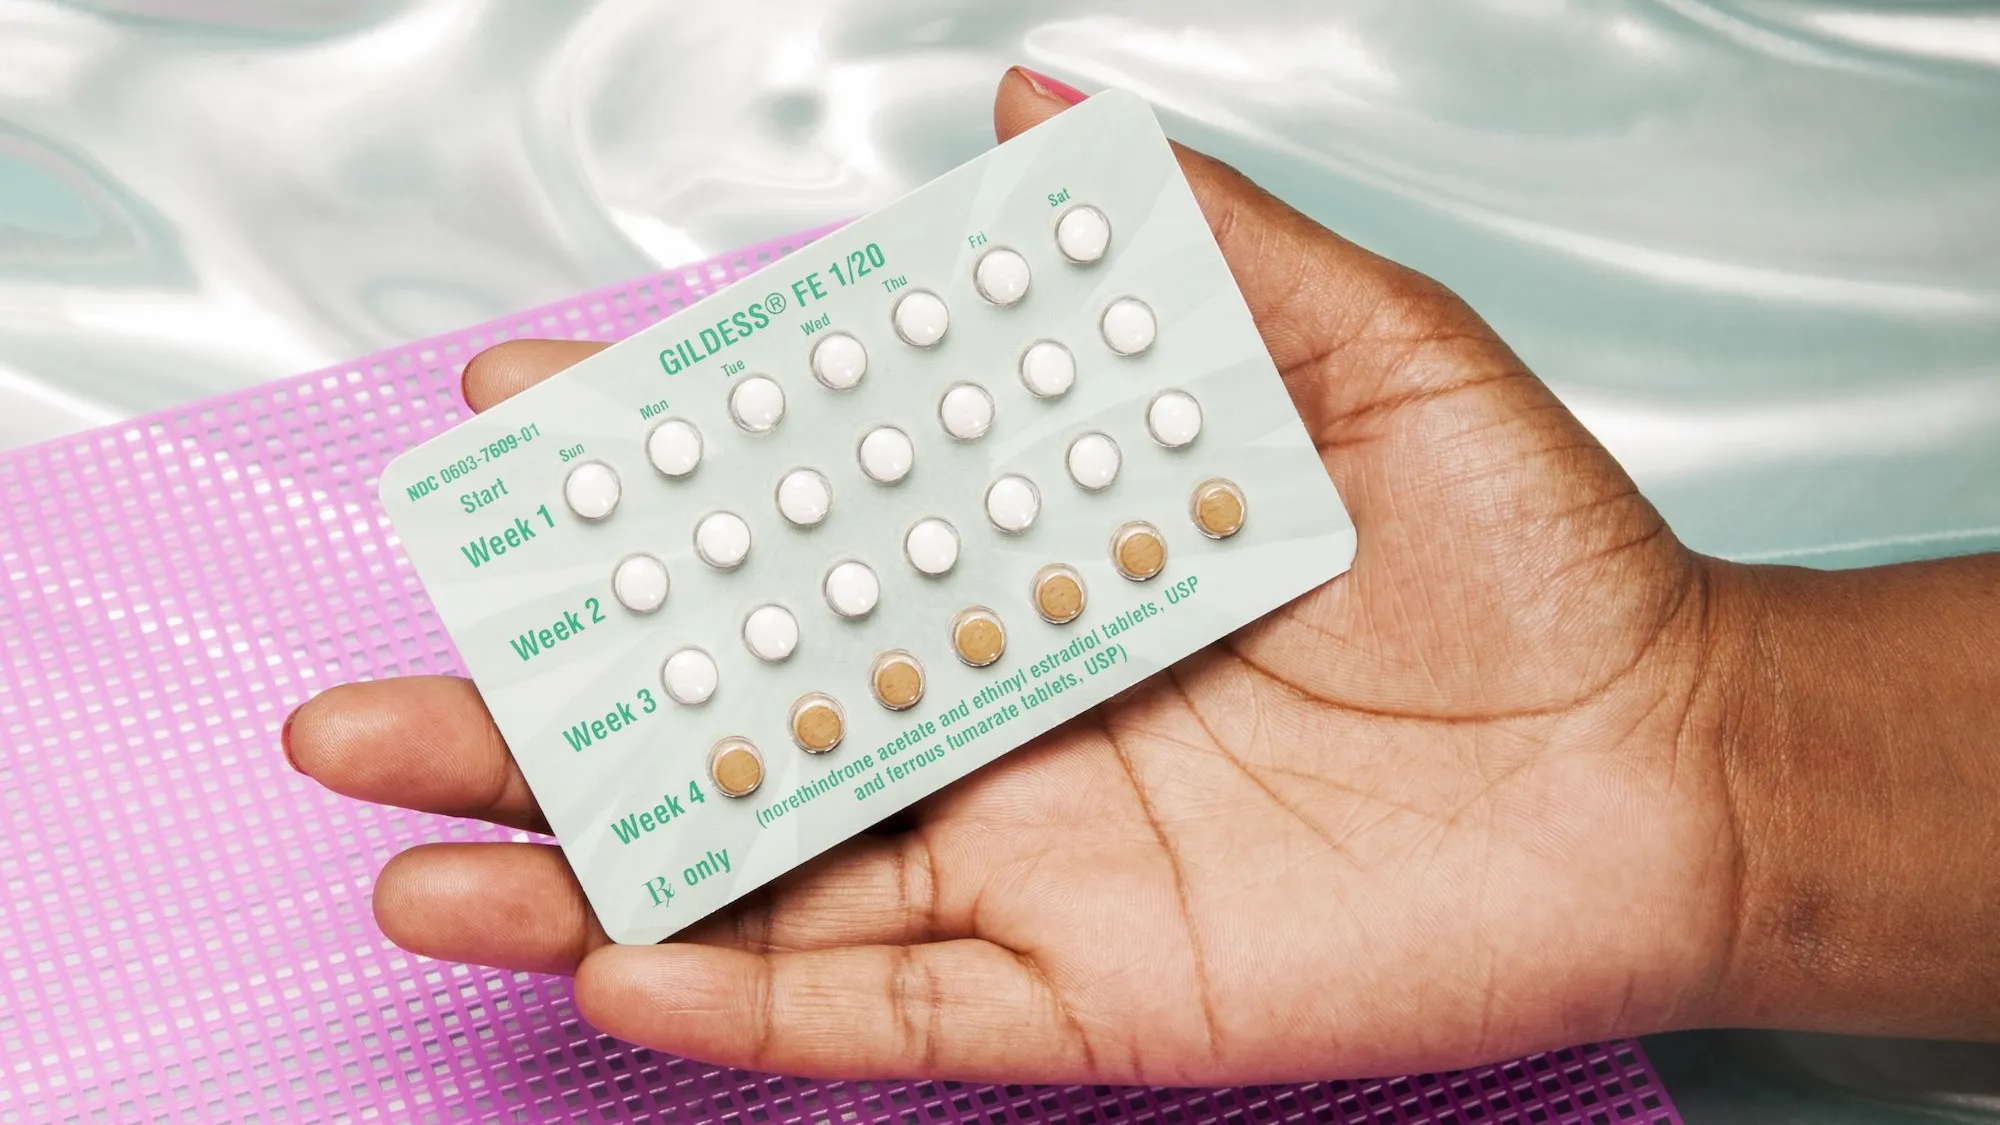 GILDESS® FE 1/20
NDC 0603-7609-01
Start
Sun Mon Tue Wed Thu Fri Sat
Week 1
Week 2
Week 3
Week 4
(norethindrone acetate and ethinyl estradiol tablets, USP
and ferrous fumarate tablets, USP)
℞ only